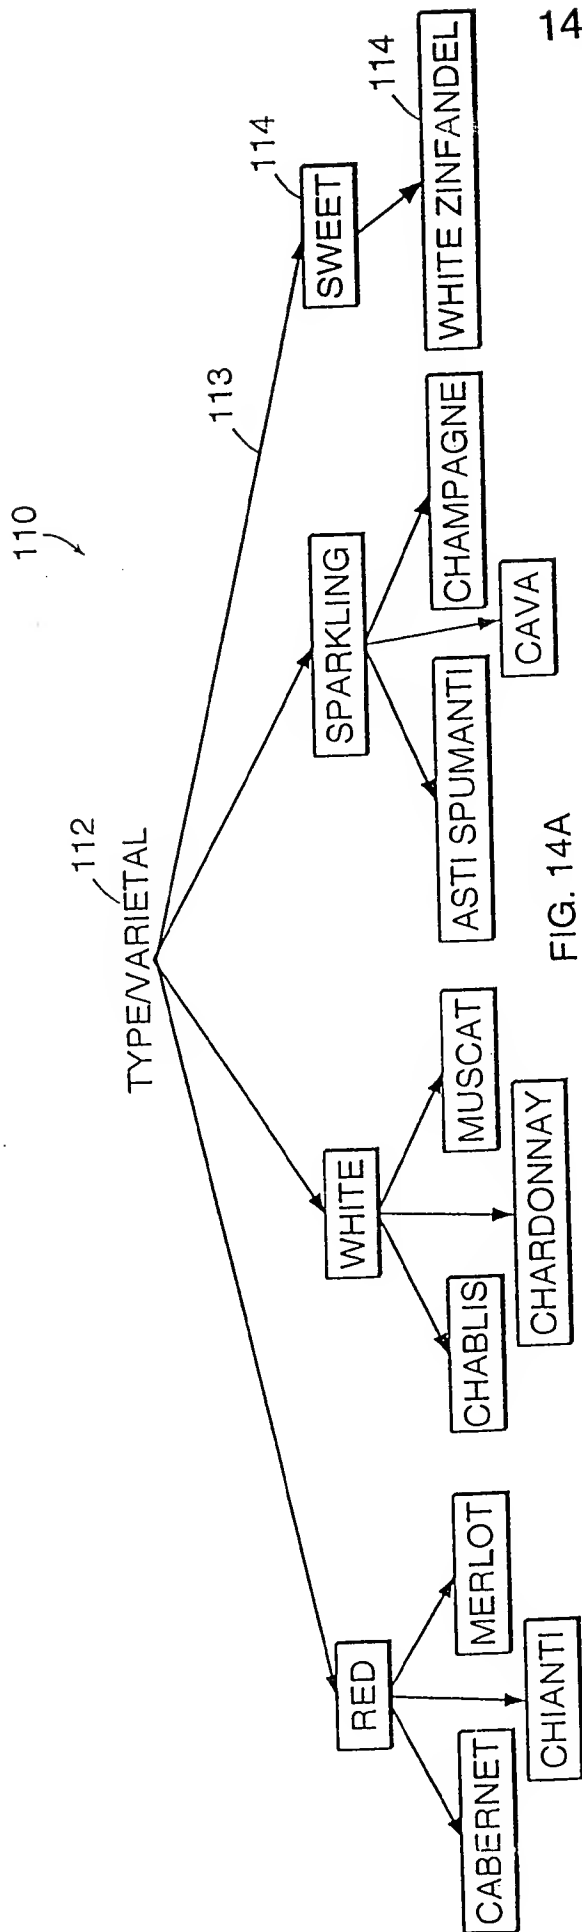 110
112
TYPE/VARIETAL
113
114
RED
WHITE
SPARKLING
SWEET
114
CABERNET
CHIANTI
MERLOT
CHABLIS
CHARDONNAY
MUSCAT
ASTI SPUMANTI
CAVA
CHAMPAGNE
WHITE ZINFANDEL
FIG. 14A
14